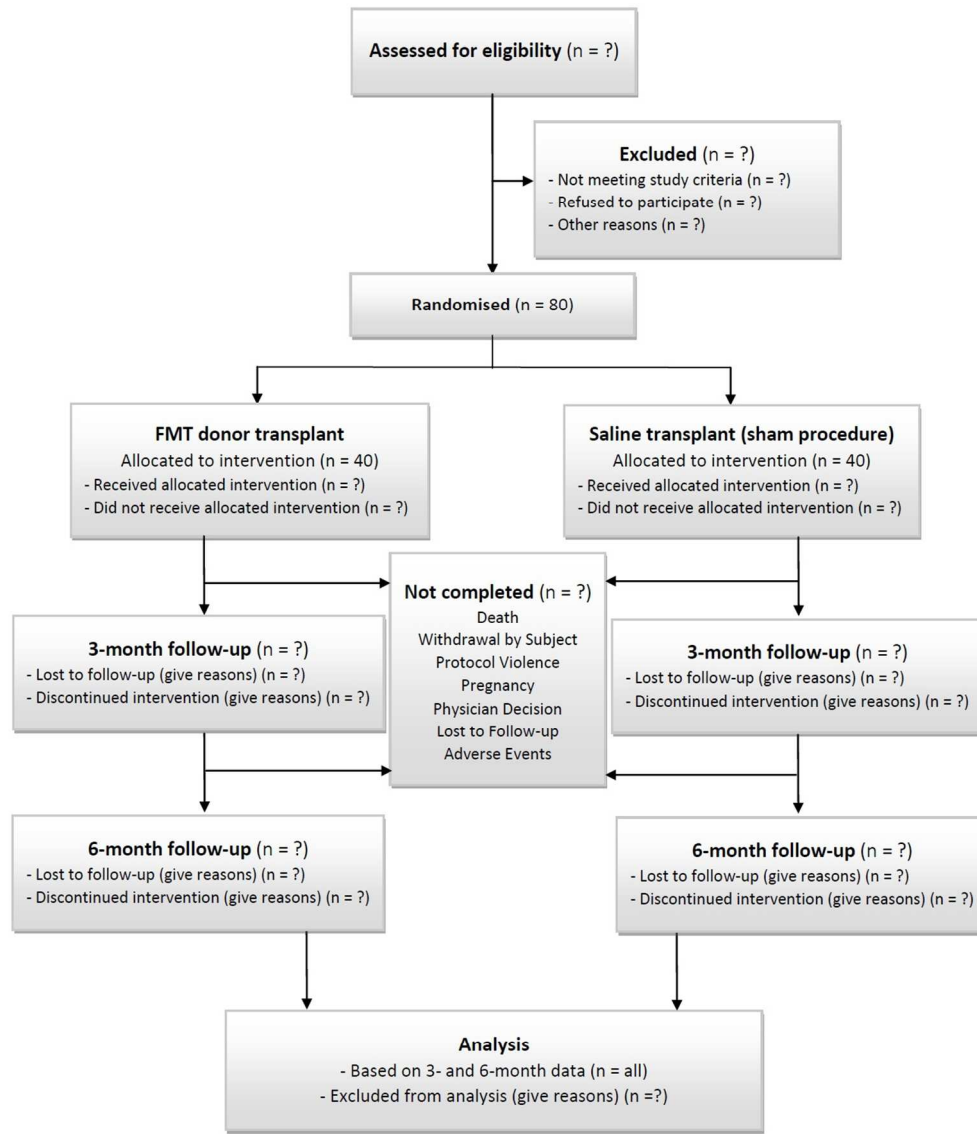 Assessed for eligibility (n = ?)
Excluded (n = ?)
- Not meeting study criteria (n = ?)
- Refused to participate (n = ?)
- Other reasons (n = ?)
Randomised (n = 80)
FMT donor transplant
Allocated to intervention (n = 40)
- Received allocated intervention (n = ?)
- Did not receive allocated intervention (n = ?)
Saline transplant (sham procedure)
Allocated to intervention (n = 40)
- Received allocated intervention (n = ?)
- Did not receive allocated intervention (n = ?)
Not completed (n = ?)
Death
Withdrawal by Subject
Protocol Violence
Pregnancy
Physician Decision
Lost to Follow-up
Adverse Events
3-month follow-up (n = ?)
- Lost to follow-up (give reasons) (n = ?)
- Discontinued intervention (give reasons) (n = ?)
3-month follow-up (n = ?)
- Lost to follow-up (give reasons) (n = ?)
- Discontinued intervention (give reasons) (n = ?)
6-month follow-up (n = ?)
- Lost to follow-up (give reasons) (n = ?)
- Discontinued intervention (give reasons) (n = ?)
6-month follow-up (n = ?)
- Lost to follow-up (give reasons) (n = ?)
- Discontinued intervention (give reasons) (n = ?)
Analysis
- Based on 3- and 6-month data (n = all)
- Excluded from analysis (give reasons) (n =?)